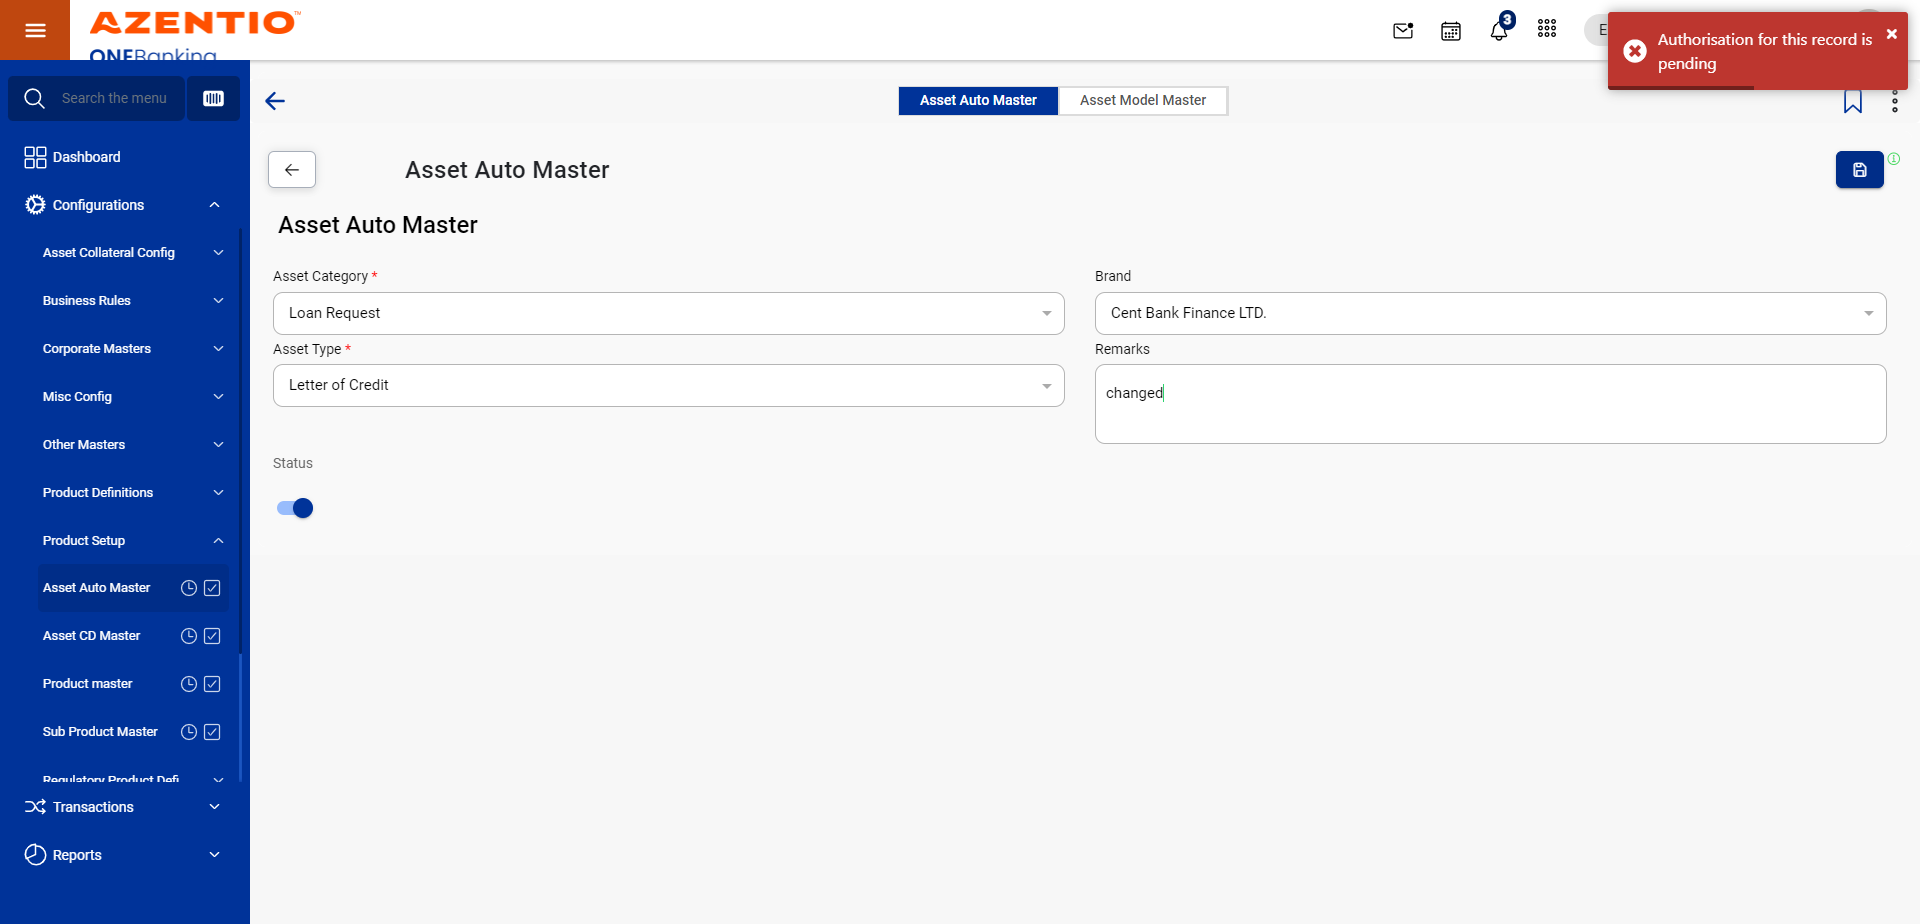 AZENTIO™
ONEBanking
3
E
Authorisation for this record is
pending
Search the menu
Asset Auto Master
Asset Model Master
Dashboard
Configurations
Asset Collateral Config
Business Rules
Corporate Masters
Misc Config
Other Masters
Product Definitions
Product Setup
Asset Auto Master
Asset CD Master
Product master
Sub Product Master
Regulatory Product Defi
Transactions
Reports
Asset Auto Master
Asset Auto Master
Asset Category *
Loan Request
Brand
Cent Bank Finance LTD.
Asset Type *
Letter of Credit
Remarks
changed
Status